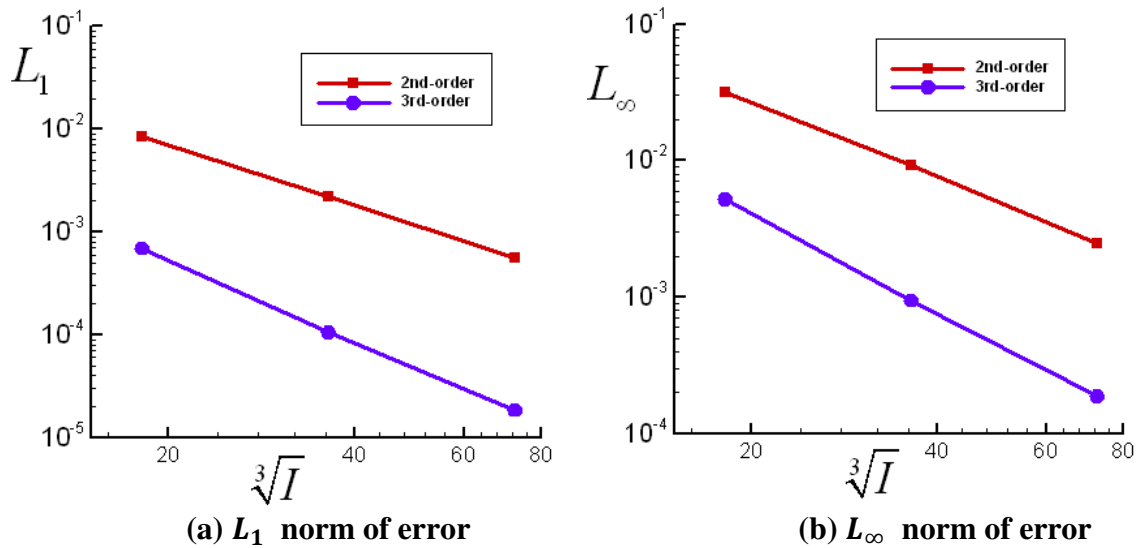 10⁻¹
L₁
10⁻²
10⁻³
10⁻⁴
10⁻⁵
2nd-order
3rd-order
20 40 60 80
∛I
(a) L₁ norm of error
10⁻¹
L∞
10⁻²
10⁻³
10⁻⁴
2nd-order
3rd-order
20 40 60 80
∛I
(b) L∞ norm of error